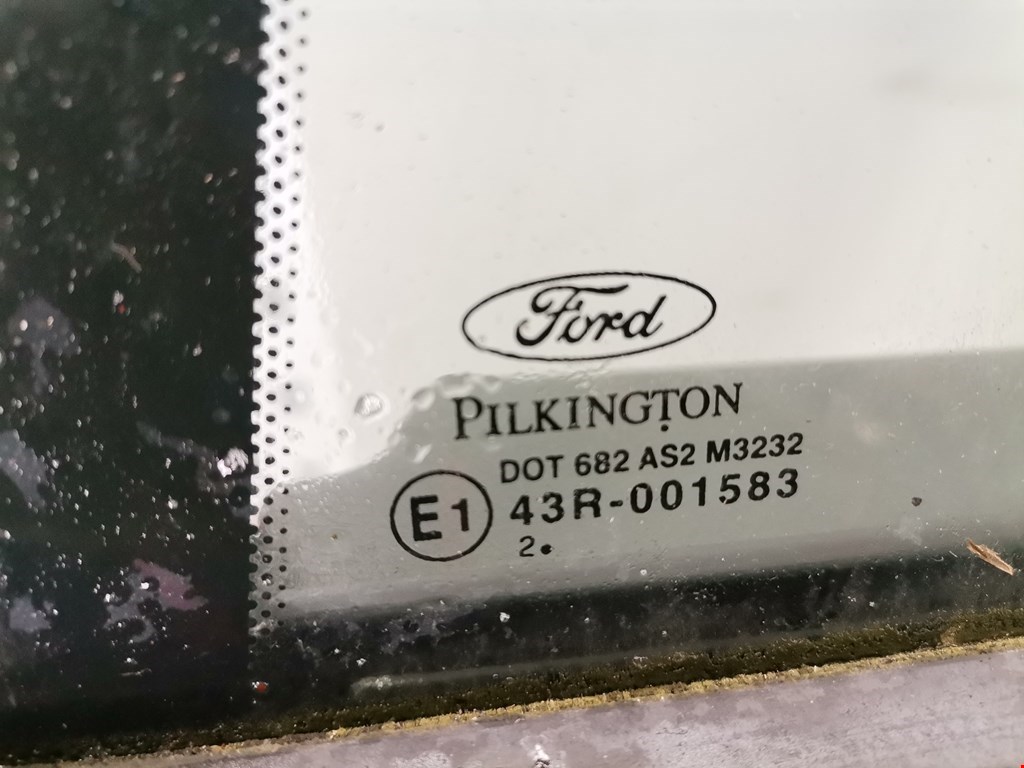 Ford
PILKINGTON
DOT 682 AS2 M3232
E1 43R-001583
2•